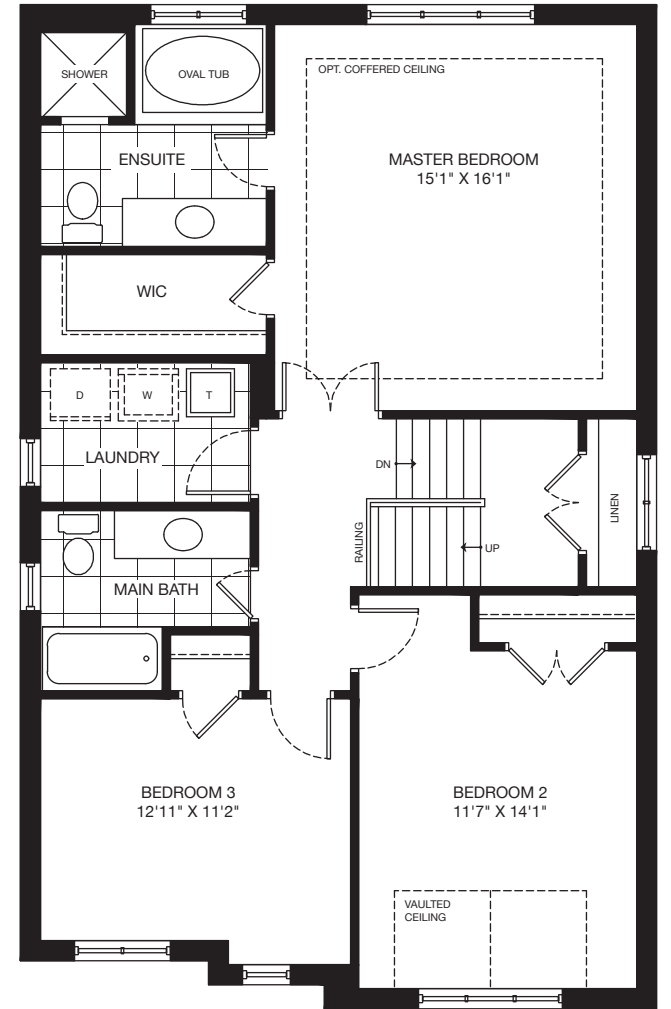 SHOWER
OVAL TUB
OPT. COFFERED CEILING
ENSUITE
MASTER BEDROOM
15'1" X 16'1"
WIC
D
W
T
LAUNDRY
DN
LINEN
RAILING
UP
MAIN BATH
BEDROOM 3
12'11" X 11'2"
BEDROOM 2
11'7" X 14'1"
VAULTED
CEILING